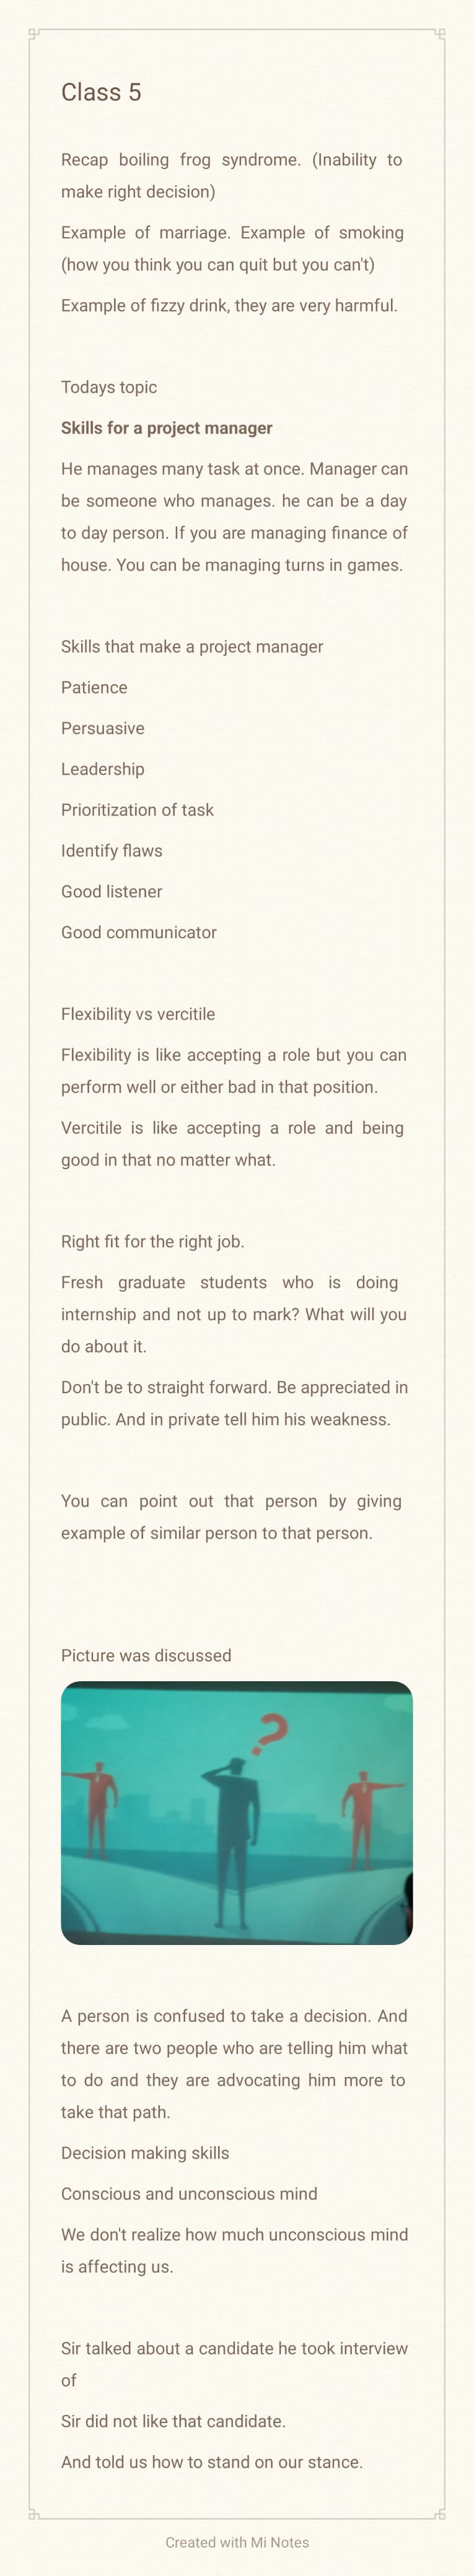 Class 5
Recap boiling frog syndrome. (Inability to
make right decision)
Example of marriage. Example of smoking
(how you think you can quit but you can't)
Example of fizzy drink, they are very harmful.
Todays topic
Skills for a project manager
He manages many task at once. Manager can
be someone who manages. he can be a day
to day person. If you are managing finance of
house. You can be managing turns in games.
Skills that make a project manager
Patience
Persuasive
Leadership
Prioritization of task
Identify flaws
Good listener
Good communicator
Flexibility vs vercitile
Flexibility is like accepting a role but you can
perform well or either bad in that position.
Vercitile is like accepting a role and being
good in that no matter what.
Right fit for the right job.
Fresh graduate students who is doing
internship and not up to mark? What will you
do about it.
Don't be to straight forward. Be appreciated in
public. And in private tell him his weakness.
You can point out that person by giving
example of similar person to that person.
Picture was discussed
?
A person is confused to take a decision. And
there are two people who are telling him what
to do and they are advocating him more to
take that path.
Decision making skills
Conscious and unconscious mind
We don't realize how much unconscious mind
is affecting us.
Sir talked about a candidate he took interview
of
Sir did not like that candidate.
And told us how to stand on our stance.
Created with Mi Notes